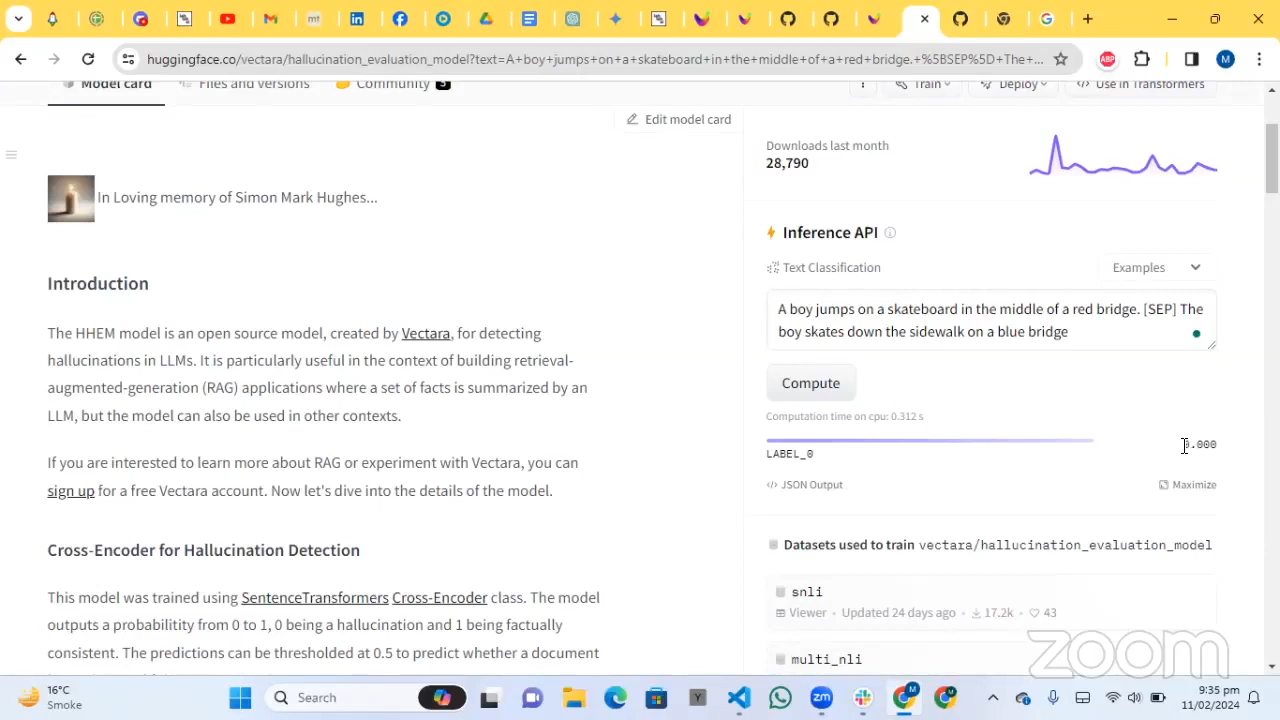 huggingface.co/vectara/hallucination_evaluation_model?text=A+boy+jumps+on+a+skateboard+in+the+middle+of+a+red+bridge.+%5BSEP%5D+The+...
ABP
M
Model card
Files and versions
Community 5
Train
Deploy
Use in Transformers
Edit model card
In Loving memory of Simon Mark Hughes...
Introduction
The HHEM model is an open source model, created by Vectara, for detecting
hallucinations in LLMs. It is particularly useful in the context of building retrieval-
augmented-generation (RAG) applications where a set of facts is summarized by an
LLM, but the model can also be used in other contexts.
If you are interested to learn more about RAG or experiment with Vectara, you can
sign up for a free Vectara account. Now let's dive into the details of the model.
Cross-Encoder for Hallucination Detection
This model was trained using SentenceTransformers Cross-Encoder class. The model
outputs a probabilitity from 0 to 1, 0 being a hallucination and 1 being factually
consistent. The predictions can be thresholded at 0.5 to predict whether a document
Downloads last month
28,790
Inference API
Text Classification
Examples
A boy jumps on a skateboard in the middle of a red bridge. [SEP] The
boy skates down the sidewalk on a blue bridge
Compute
Computation time on cpu: 0.312 s
0.000
LABEL_0
</> JSON Output
Maximize
Datasets used to train vectara/hallucination_evaluation_model
snli
Viewer • Updated 24 days ago • 17.2k • 43
multi_nli
zoom
16°C
Smoke
Search
9:35 pm
11/02/2024